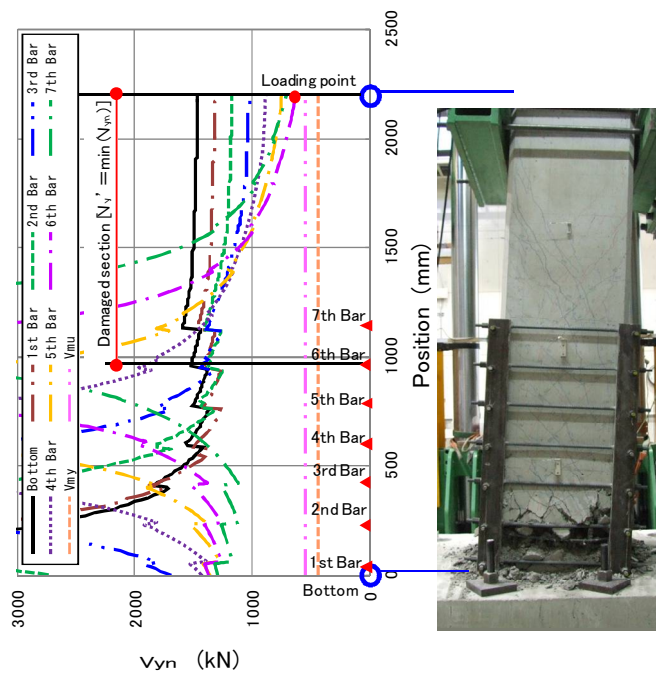 Bottom
1st Bar
2nd Bar
3rd Bar
4th Bar
5th Bar
6th Bar
7th Bar
Vmy
Vmu
Damaged section [Ny' = min (Nyn)]
Loading point
3000
2000
1000
0
Vyn (kN)
0
500
1000
1500
2000
2500
Position (mm)
7th Bar
6th Bar
5th Bar
4th Bar
3rd Bar
2nd Bar
1st Bar
Bottom